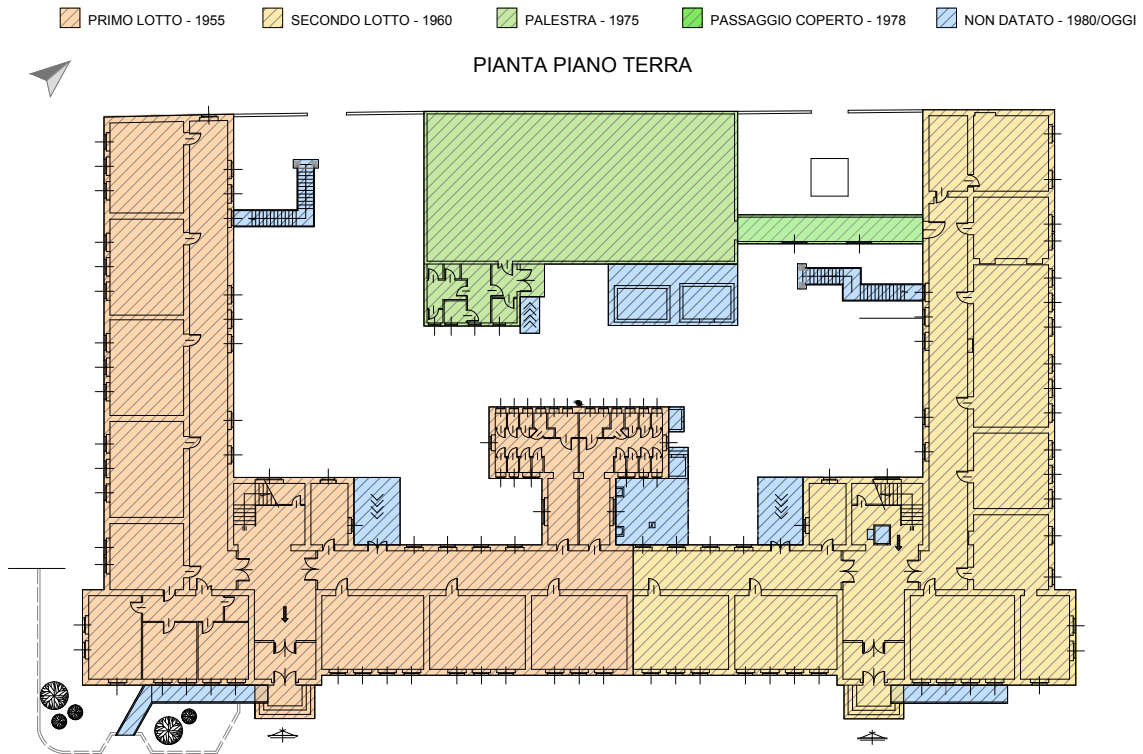 PRIMO LOTTO - 1955 SECONDO LOTTO - 1960 PALESTRA - 1975 PASSAGGIO COPERTO - 1978 NON DATATO - 1980/OGGI
PIANTA PIANO TERRA